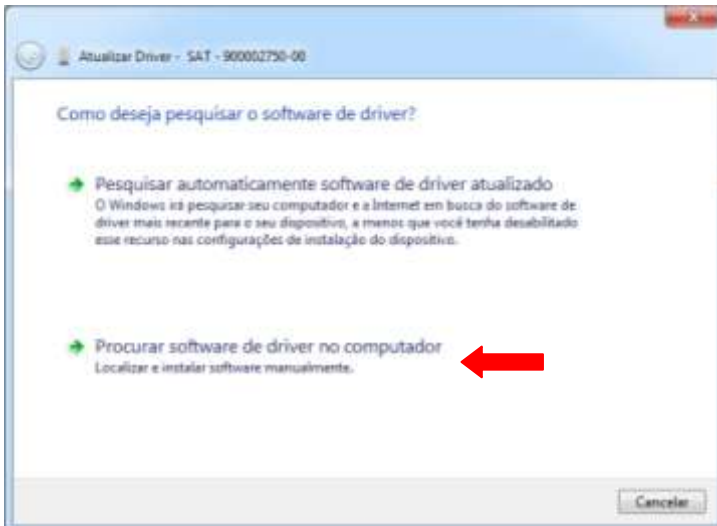 Atualizar Driver - SAT - 900002750-00
Como deseja pesquisar o software de driver?
Pesquisar automaticamente software de driver atualizado
O Windows irá pesquisar seu computador e a Internet em busca do software de
driver mais recente para o seu dispositivo, a menos que você tenha desabilitado
esse recurso nas configurações de instalação do dispositivo.
Procurar software de driver no computador
Localizar e instalar software manualmente.
Cancelar